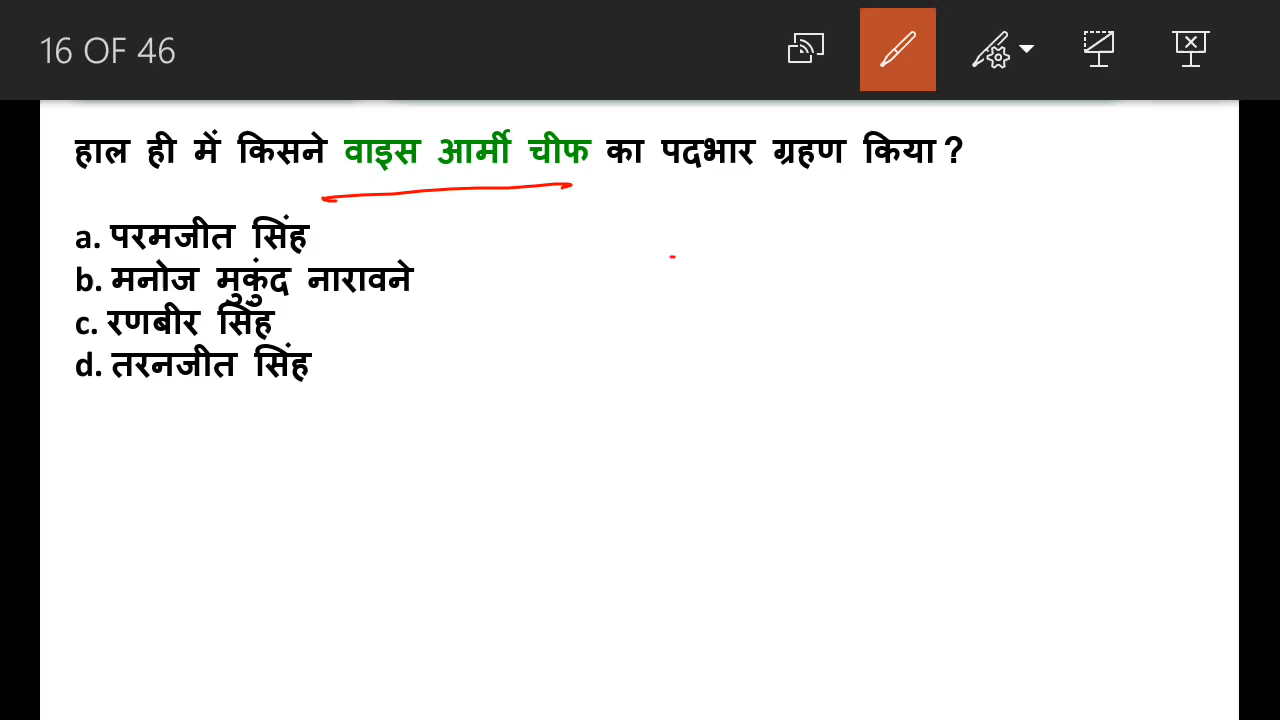 16 OF 46
हाल ही में किसने वाइस आर्मी चीफ का पदभार ग्रहण किया ?
a. परमजीत सिंह
b. मनोज मुकुंद नारावने
c. रणबीर सिंह
d. तरनजीत सिंह